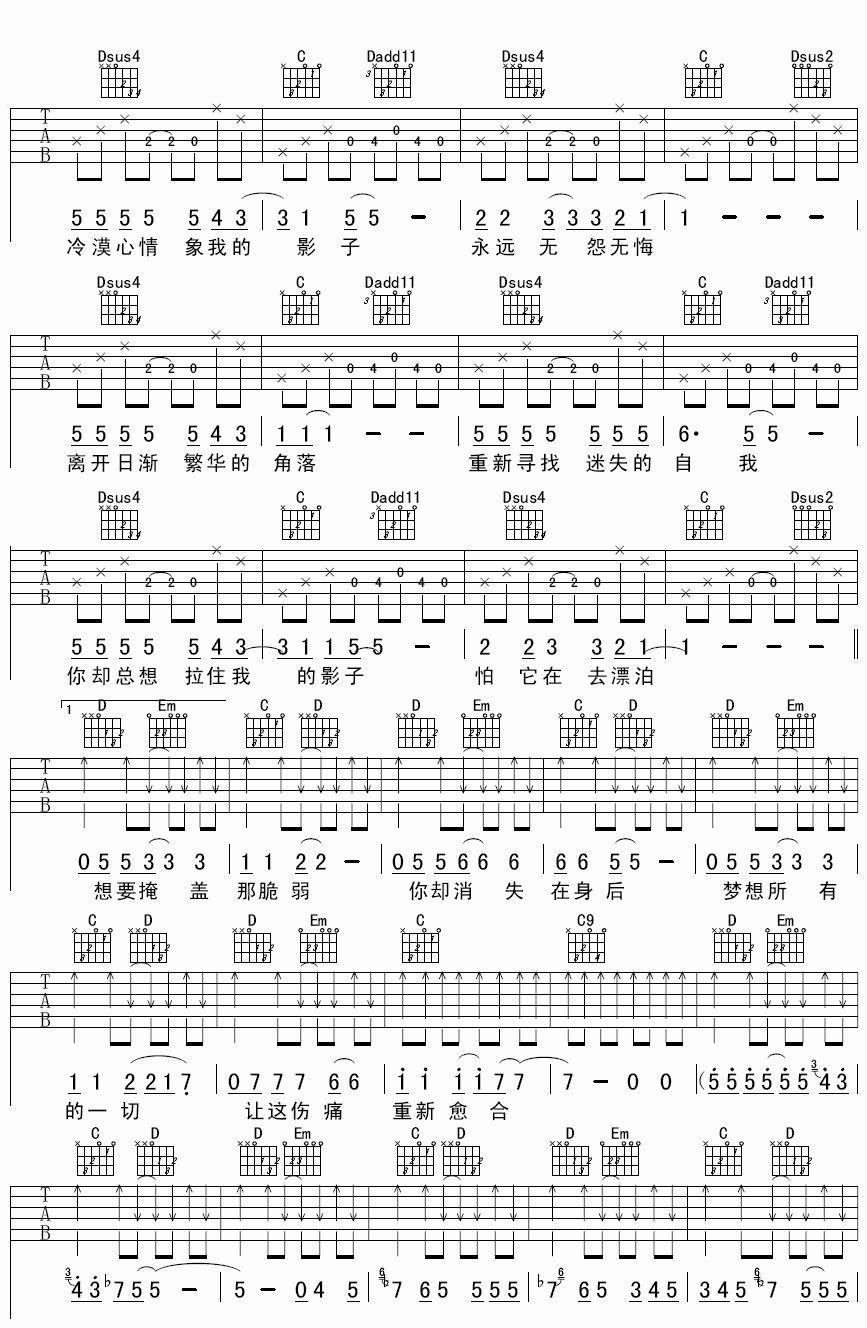 Dsus4 C Dadd11 Dsus4 C Dsus2
T A B 2 2 0 0 4 0 4 0 2 2 0 0 0
5 5 5 5 5 4 3 3 1 5 5 - 2 2 3 3 3 2 1 1 - - -
冷漠心情 象我的 影 子 永远 无 怨无悔
Dsus4 C Dadd11 Dsus4 C Dadd11
T A B 2 2 0 0 4 0 4 0 2 2 0 0 4 0 4 0
5 5 5 5 5 4 3 1 1 1 - - 5 5 5 5 5 5 5 6· 5 5 -
离开日渐 繁华的 角落 重新寻找 迷失的 自 我
Dsus4 C Dadd11 Dsus4 C Dsus2
T A B 2 2 0 0 4 0 4 0 2 2 0 0 0
5 5 5 5 5 4 3 3 1 1 5 5 - 2 2 3 3 2 1 1 - - -
你却总想 拉住我 的影子 怕 它在 去漂泊
1 D Em C D D Em C D D Em
T A B
0 5 5 3 3 3 1 1 2 2 - 0 5 5 6 6 6 6 6 5 5 - 0 5 5 3 3 3
想要掩 盖 那脆 弱 你却消 失 在身 后 梦想所 有
C D D Em C C9 D Em
T A B
1 1 2 2 1 7 0 7 7 7 6 6 1 1 1 1 7 7 7 - 0 0 (5 5 5 5 5 5 3 4 3
的一 切 让这伤 痛 重新 愈 合
C D D Em C D D Em C D
T A B
3 4 3 ♭7 5 5 - 5 - 0 4 5 6 7 6 5 5 5 5 ♭7 6 6 5 3 4 5 3 4 5 6 7 5 5 5